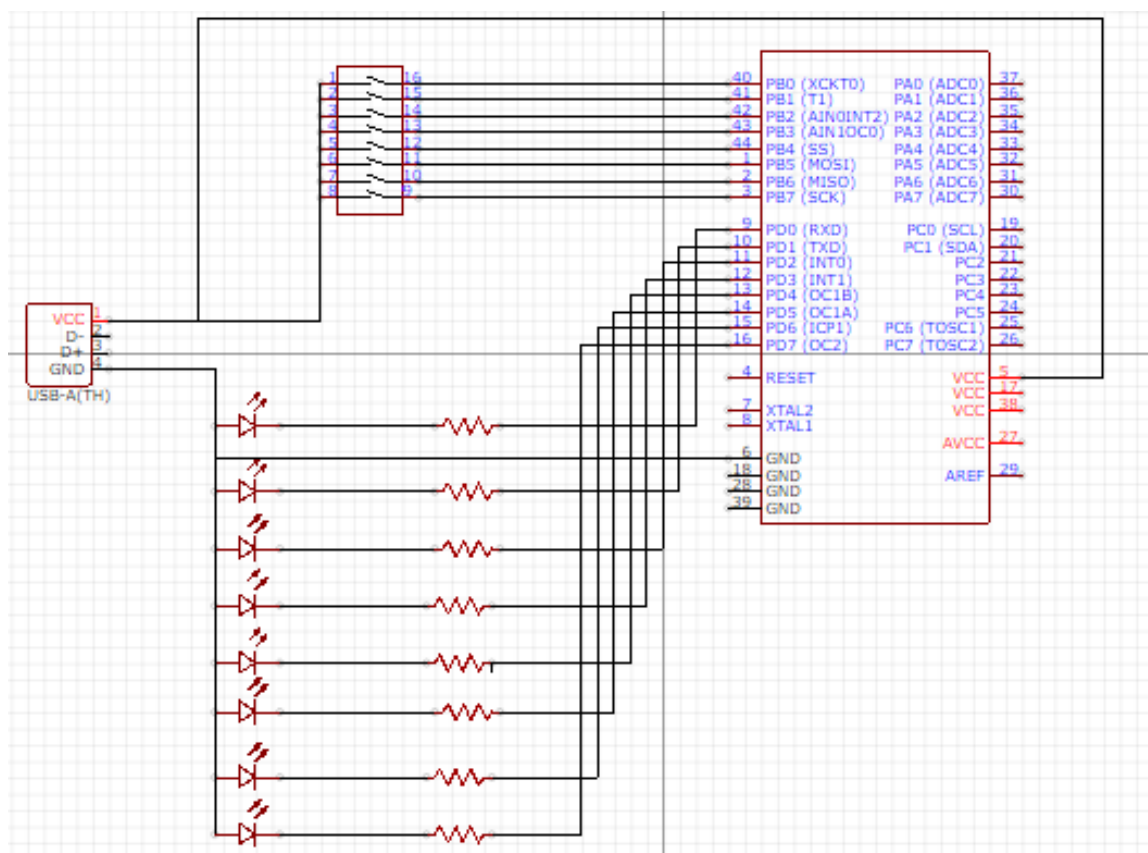 1 16
2 15
3 14
4 13
5 12
6 11
7 10
8 9
VCC 1
D- 2
D+ 3
GND 4
USB-A(TH)
40 PB0 (XCKT0) PA0 (ADC0) 37
41 PB1 (T1) PA1 (ADC1) 36
42 PB2 (AIN0INT2) PA2 (ADC2) 35
43 PB3 (AIN1OC0) PA3 (ADC3) 34
44 PB4 (SS) PA4 (ADC4) 33
1 PB5 (MOSI) PA5 (ADC5) 32
2 PB6 (MISO) PA6 (ADC6) 31
3 PB7 (SCK) PA7 (ADC7) 30
9 PD0 (RXD) PC0 (SCL) 19
10 PD1 (TXD) PC1 (SDA) 20
11 PD2 (INT0) PC2 21
12 PD3 (INT1) PC3 22
13 PD4 (OC1B) PC4 23
14 PD5 (OC1A) PC5 24
15 PD6 (ICP1) PC6 (TOSC1) 25
16 PD7 (OC2) PC7 (TOSC2) 26
4 RESET VCC 5
VCC 17
7 XTAL2 VCC 38
8 XTAL1
AVCC 27
6 GND
18 GND AREF 29
28 GND
39 GND